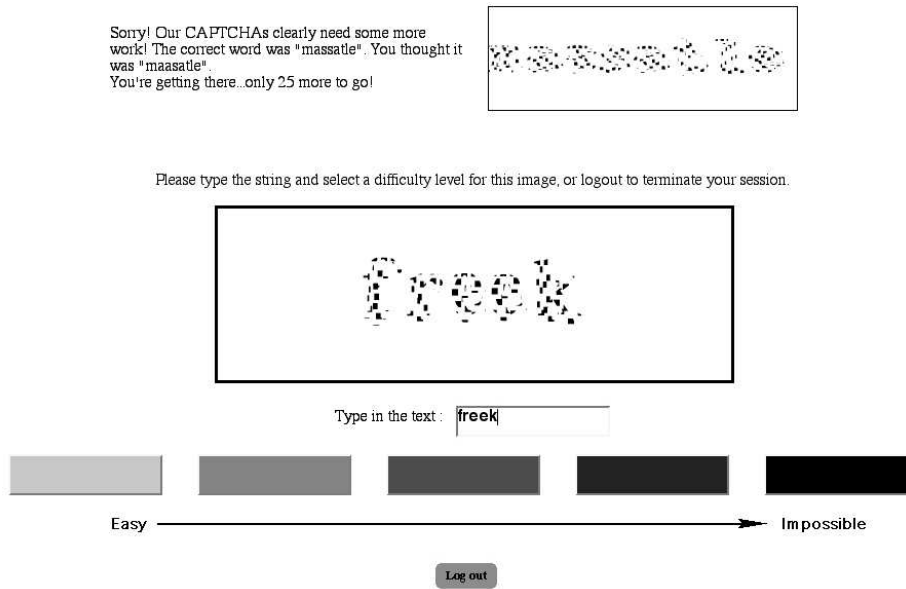 Sorry! Our CAPTCHAs clearly need some more
work! The correct word was "massatle". You thought it
was "maasatle".
You're getting there...only 25 more to go!
massatle
Please type the string and select a difficulty level for this image, or logout to terminate your session.
freek
Type in the text : freek
Easy Impossible
Log out